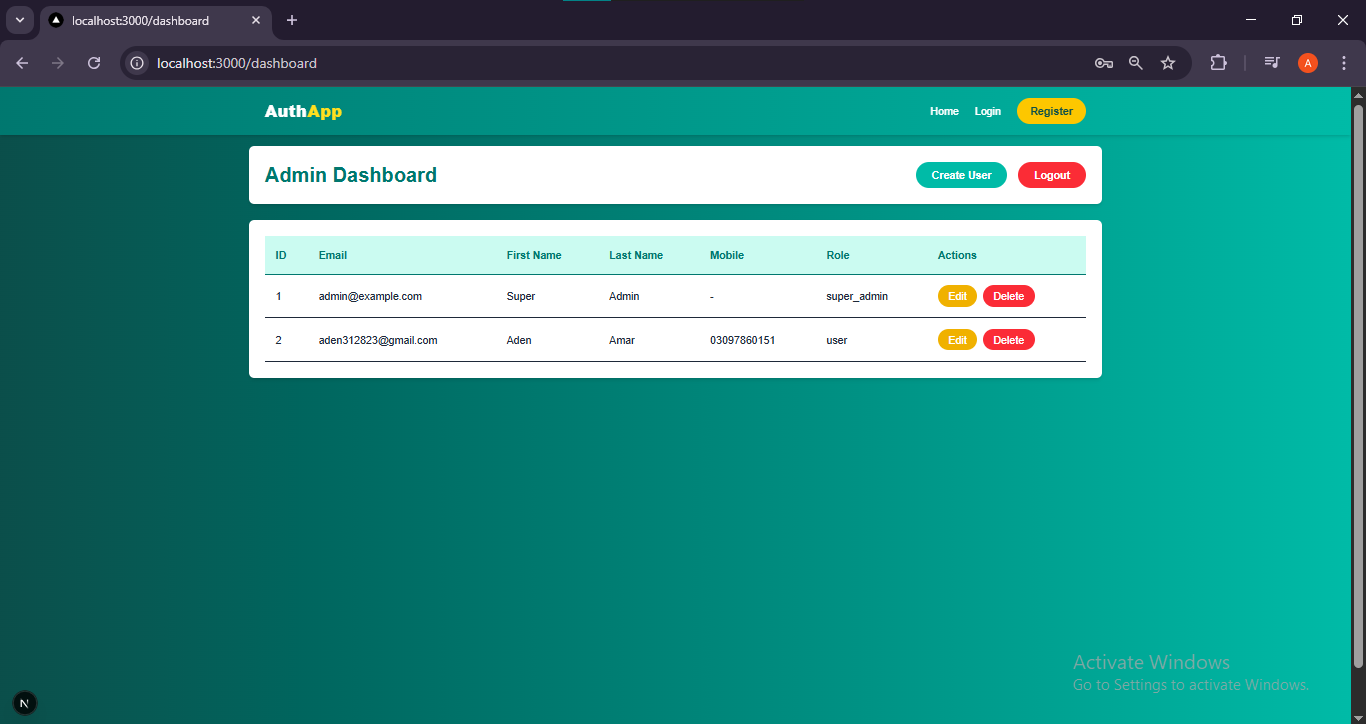 localhost:3000/dashboard
localhost:3000/dashboard
A
AuthApp
Home Login Register
Admin Dashboard
Create User Logout
ID Email First Name Last Name Mobile Role Actions
1 admin@example.com Super Admin - super_admin Edit Delete
2 aden312823@gmail.com Aden Amar 03097860151 user Edit Delete
Activate Windows
Go to Settings to activate Windows.
N